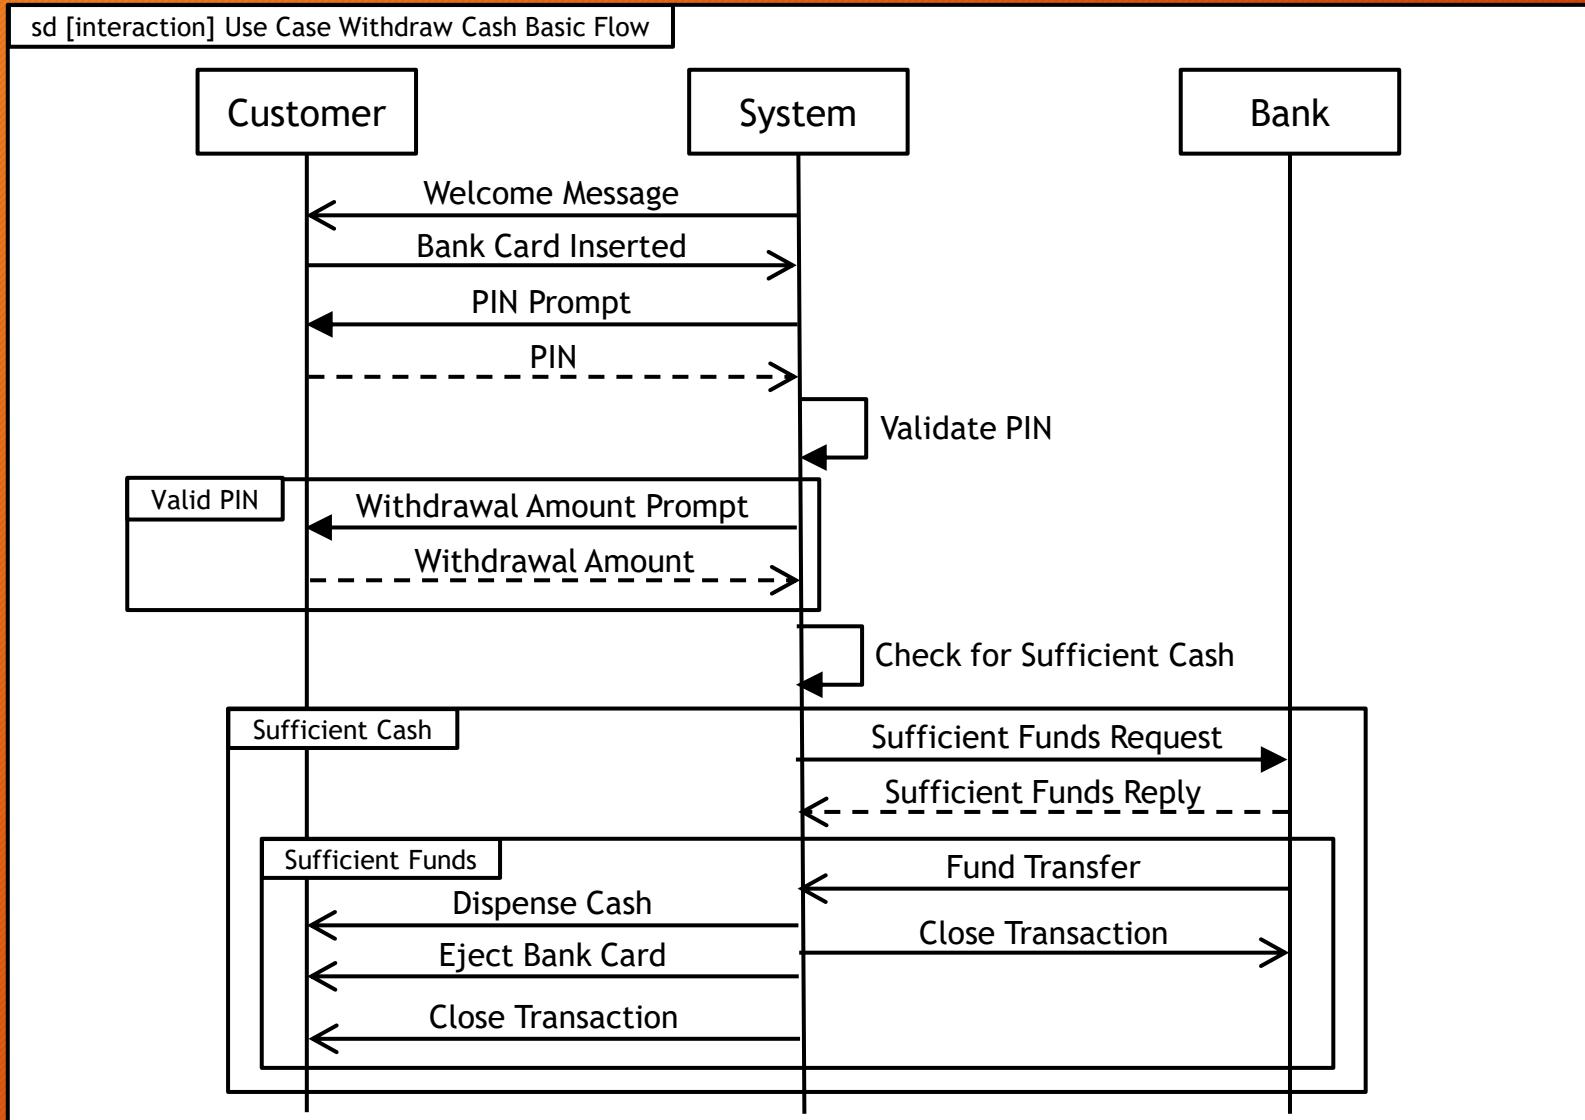 sd [interaction] Use Case Withdraw Cash Basic Flow
Customer
System
Bank
Welcome Message
Bank Card Inserted
PIN Prompt
PIN
Validate PIN
Valid PIN
Withdrawal Amount Prompt
Withdrawal Amount
Check for Sufficient Cash
Sufficient Cash
Sufficient Funds Request
Sufficient Funds Reply
Sufficient Funds
Fund Transfer
Dispense Cash
Close Transaction
Eject Bank Card
Close Transaction